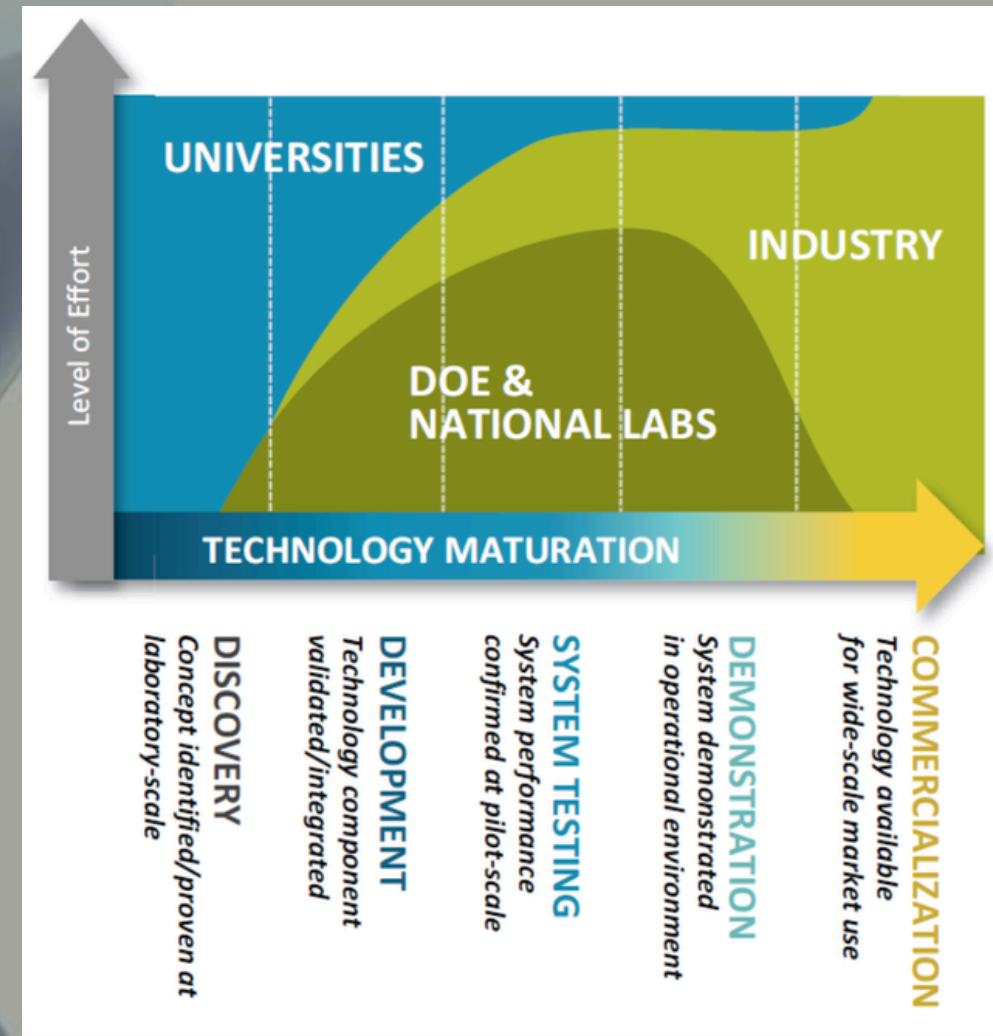 UNIVERSITIES
INDUSTRY
Level of Effort
DOE &
NATIONAL LABS
TECHNOLOGY MATURATION
DISCOVERY
Concept identified/proven at
laboratory-scale
DEVELOPMENT
Technology component
validated/integrated
SYSTEM TESTING
System performance
confirmed at pilot-scale
DEMONSTRATION
System demonstrated
in operational environment
COMMERCIALIZATION
Technology available
for wide-scale market use